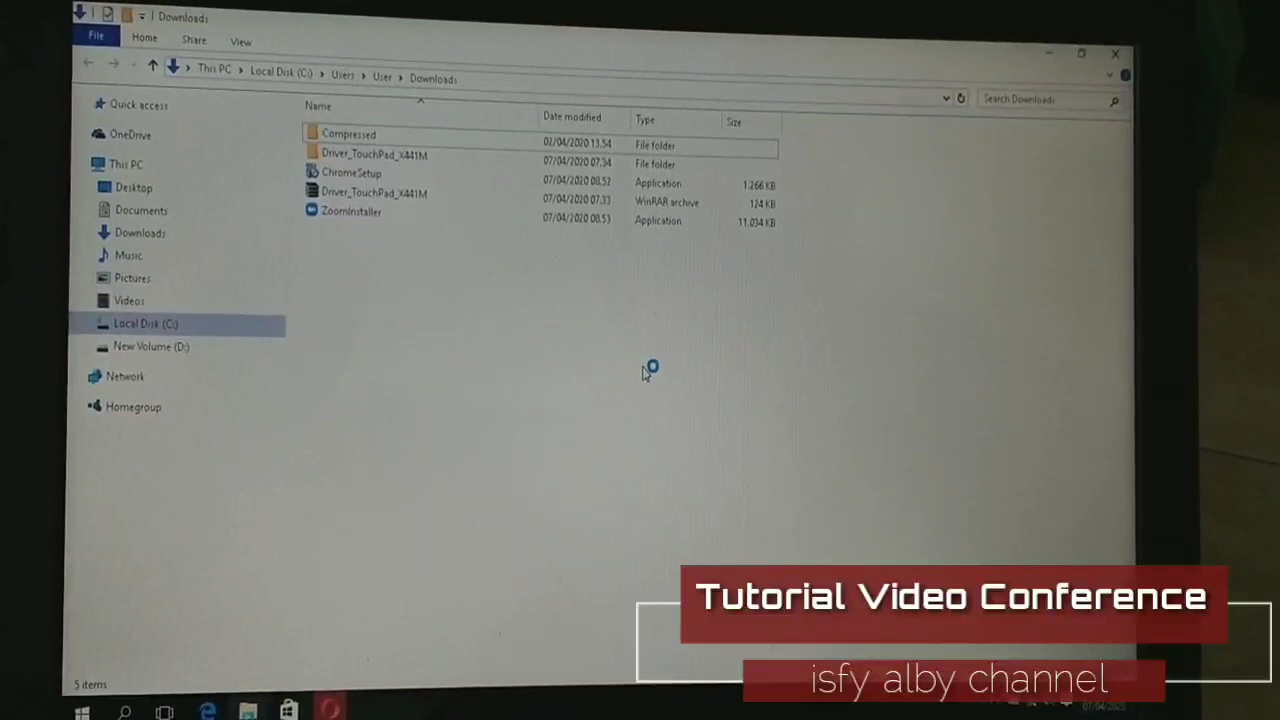 Downloads
File Home Share View
This PC Local Disk (C:) Users User Downloads
Search Downloads
Name Date modified Type Size
Quick access
OneDrive
This PC
Desktop
Documents
Downloads
Music
Pictures
Videos
Local Disk (C:)
New Volume (D:)
Network
Homegroup
Compressed 02/04/2020 13.54 File folder
Driver_TouchPad_X441M 07/04/2020 07.34 File folder
ChromeSetup 07/04/2020 08.52 Application 1.266 KB
Driver_TouchPad_X441M 07/04/2020 07.33 WinRAR archive 124 KB
ZoomInstaller 07/04/2020 08.53 Application 11.034 KB
Tutorial Video Conference
isfy alby channel
5 items
07/04/2020